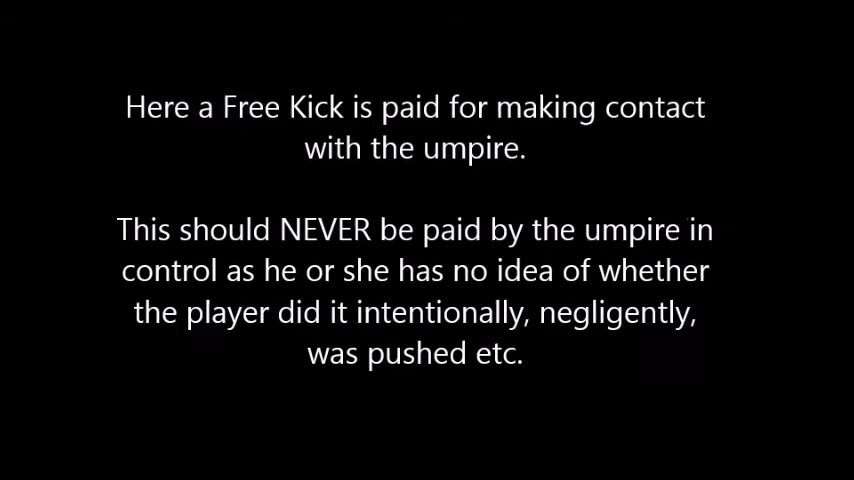 Here a Free Kick is paid for making contact
with the umpire.
This should NEVER be paid by the umpire in
control as he or she has no idea of whether
the player did it intentionally, negligently,
was pushed etc.